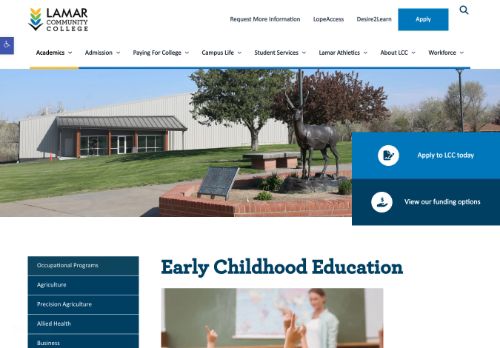 LAMAR
COMMUNITY
COLLEGE
Request More Information
LopeAccess
Desire2Learn
Apply
Academics
Admission
Paying For College
Campus Life
Student Services
Lamar Athletics
About LCC
Workforce
Apply to LCC today
View our funding options
Occupational Programs
Agriculture
Precision Agriculture
Allied Health
Business
Early Childhood Education